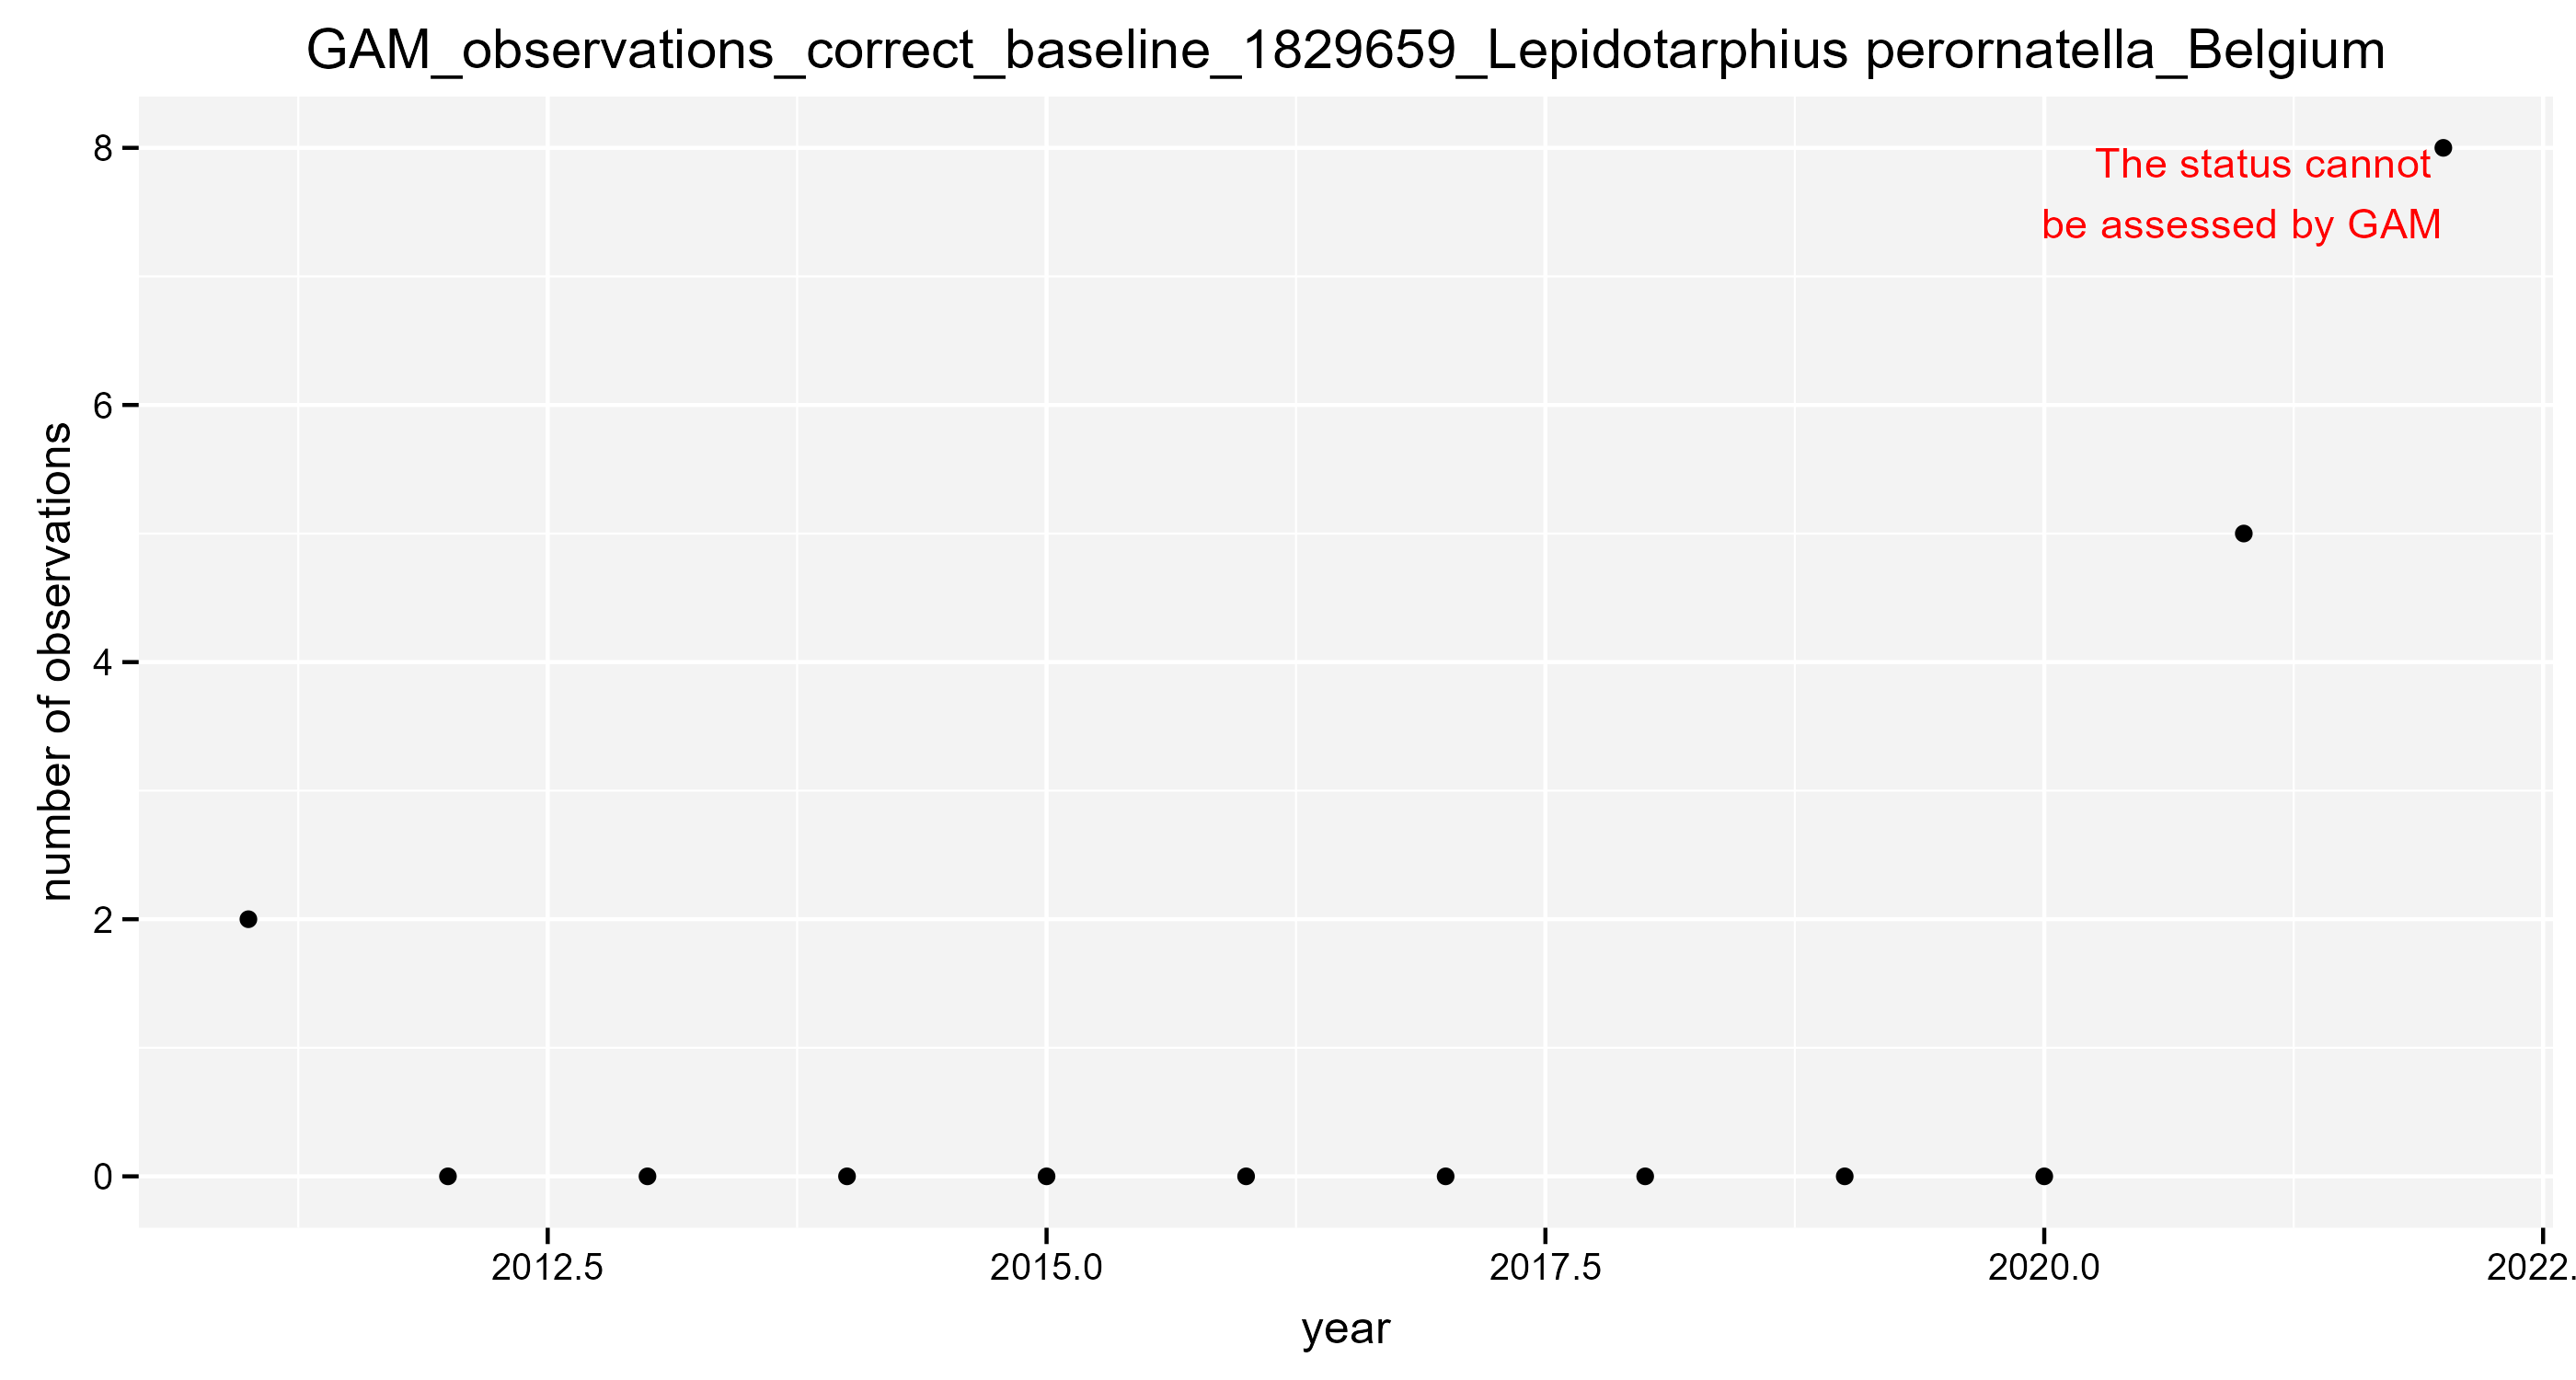 GAM_observations_correct_baseline_1829659_Lepidotarphius perornatella_Belgium
8
The status cannot
be assessed by GAM
6
number of observations
4
2
0
2012.5 2015.0 2017.5 2020.0 2022.
year